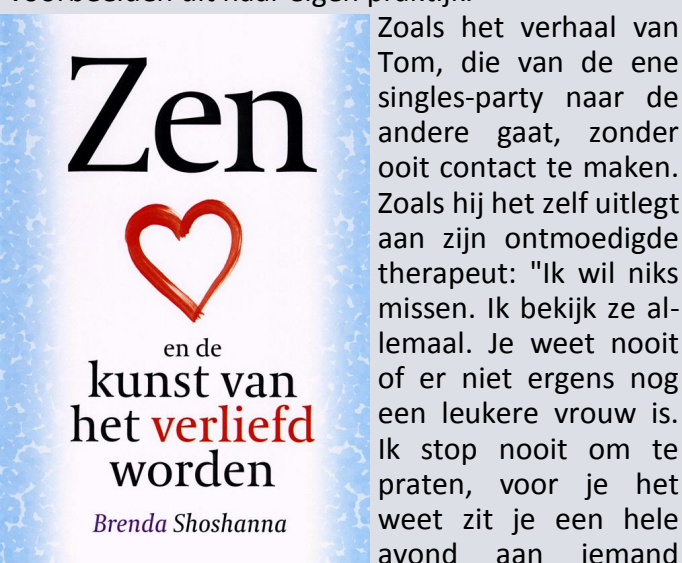 Zen
en de
kunst van
het verliefd
worden
Brenda Shoshanna
Zoals het verhaal van
Tom, die van de ene
singles-party naar de
andere gaat, zonder
ooit contact te maken.
Zoals hij het zelf uitlegt
aan zijn ontmoedigde
therapeut: "Ik wil niks
missen. Ik bekijk ze al-
lemaal. Je weet nooit
of er niet ergens nog
een leukere vrouw is.
Ik stop nooit om te
praten, voor je het
weet zit je een hele
avond aan iemand